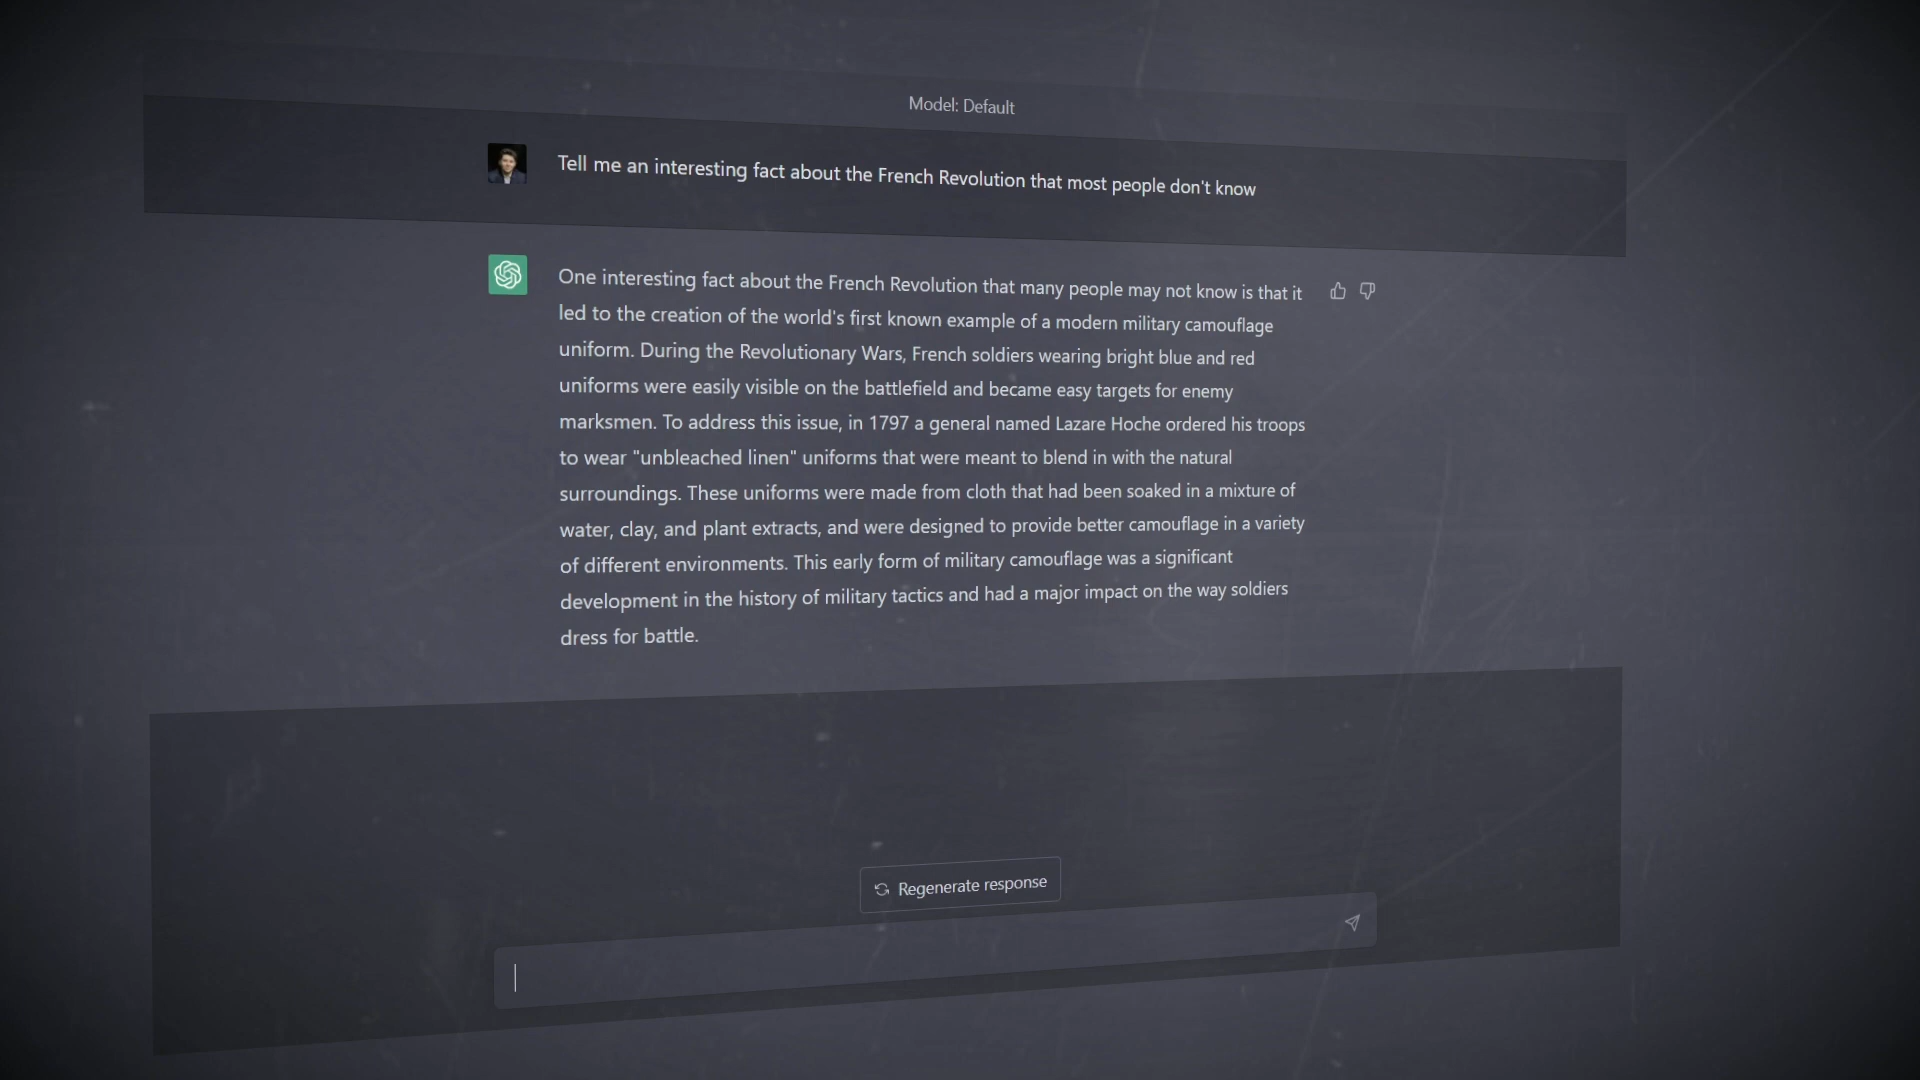 Model: Default
Tell me an interesting fact about the French Revolution that most people don't know
One interesting fact about the French Revolution that many people may not know is that it
led to the creation of the world's first known example of a modern military camouflage
uniform. During the Revolutionary Wars, French soldiers wearing bright blue and red
uniforms were easily visible on the battlefield and became easy targets for enemy
marksmen. To address this issue, in 1797 a general named Lazare Hoche ordered his troops
to wear "unbleached linen" uniforms that were meant to blend in with the natural
surroundings. These uniforms were made from cloth that had been soaked in a mixture of
water, clay, and plant extracts, and were designed to provide better camouflage in a variety
of different environments. This early form of military camouflage was a significant
development in the history of military tactics and had a major impact on the way soldiers
dress for battle.
Regenerate response